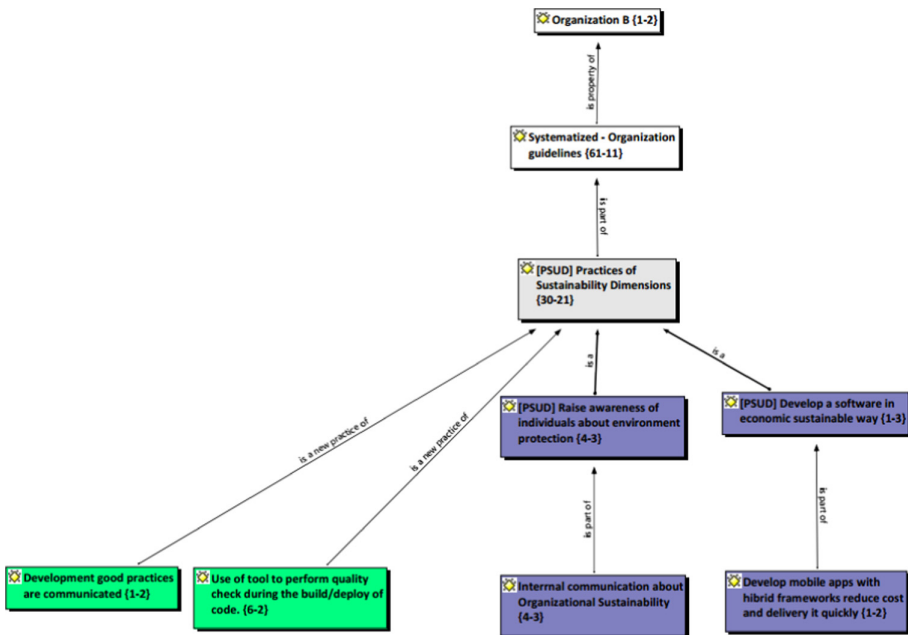 Organization B {1-2}
is property of
Systematized - Organization
guidelines {61-11}
is part of
[PSUD] Practices of
Sustainability Dimensions
{30-21}
is a new practice of
is a new practice of
is a
is a
[PSUD] Raise awareness of
individuals about environment
protection {4-3}
[PSUD] Develop a software in
economic sustainable way {1-3}
is part of
is part of
Development good practices
are communicated {1-2}
Use of tool to perform quality
check during the build/deploy of
code. {6-2}
Interrmal communication about
Organizational Sustainability
{4-3}
Develop mobile apps with
hibrid frameworks reduce cost
and delivery it quickly {1-2}